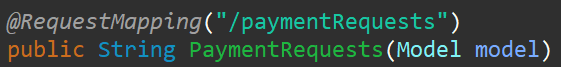 @RequestMapping("/paymentRequests")
public String PaymentRequests(Model model)